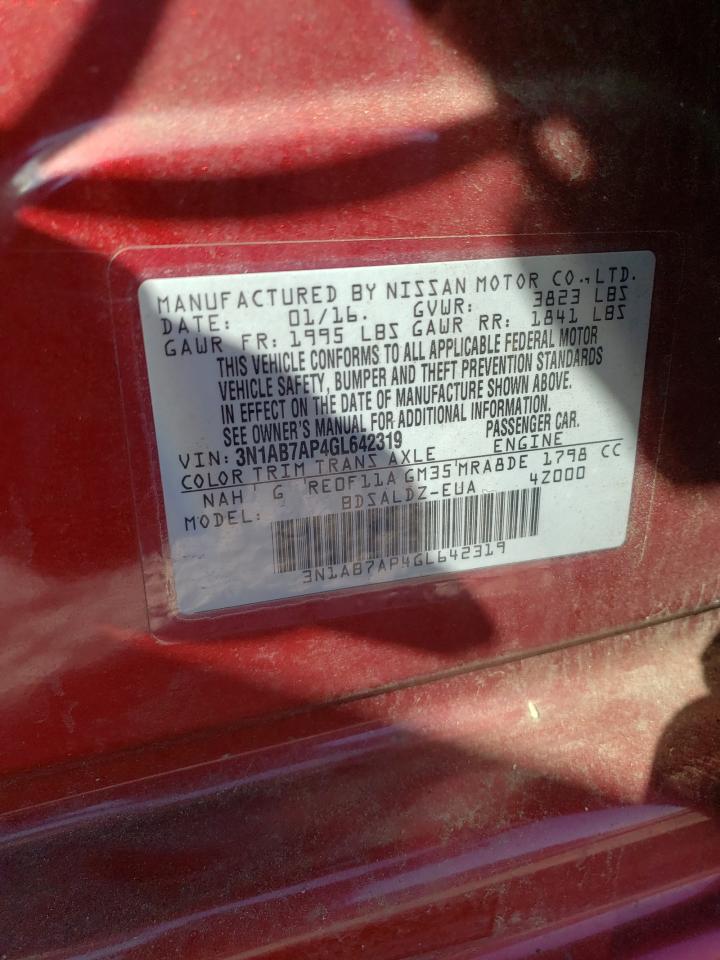 MANUFACTURED BY NISSAN MOTOR CO., LTD.
DATE: 01/16. GVWR: 3823 LBS
GAWR FR: 1995 LBS GAWR RR: 1841 LBS
THIS VEHICLE CONFORMS TO ALL APPLICABLE FEDERAL MOTOR
VEHICLE SAFETY, BUMPER AND THEFT PREVENTION STANDARDS
IN EFFECT ON THE DATE OF MANUFACTURE SHOWN ABOVE.
SEE OWNER'S MANUAL FOR ADDITIONAL INFORMATION.
VIN: 3N1AB7AP4GL642319 PASSENGER CAR.
COLOR TRIM TRANS AXLE ENGINE
NAH G RE0F11A GM35 MRA8DE 1798 CC
MODEL: BDSALDZ-EUA 4Z000
3N1AB7AP4GL642319